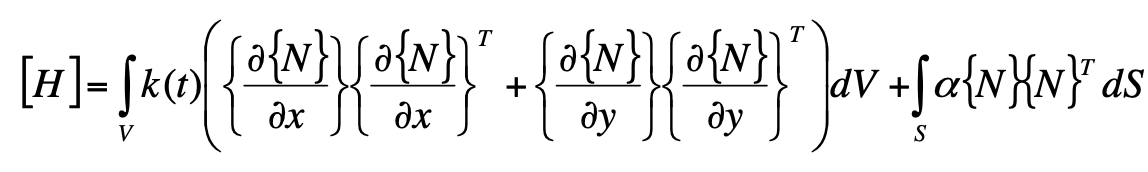 [H] = ∫_V k(t) ( { ∂{N}/∂x } { ∂{N}/∂x }^T + { ∂{N}/∂y } { ∂{N}/∂y }^T ) dV + ∫_S α{N}{N}^T dS